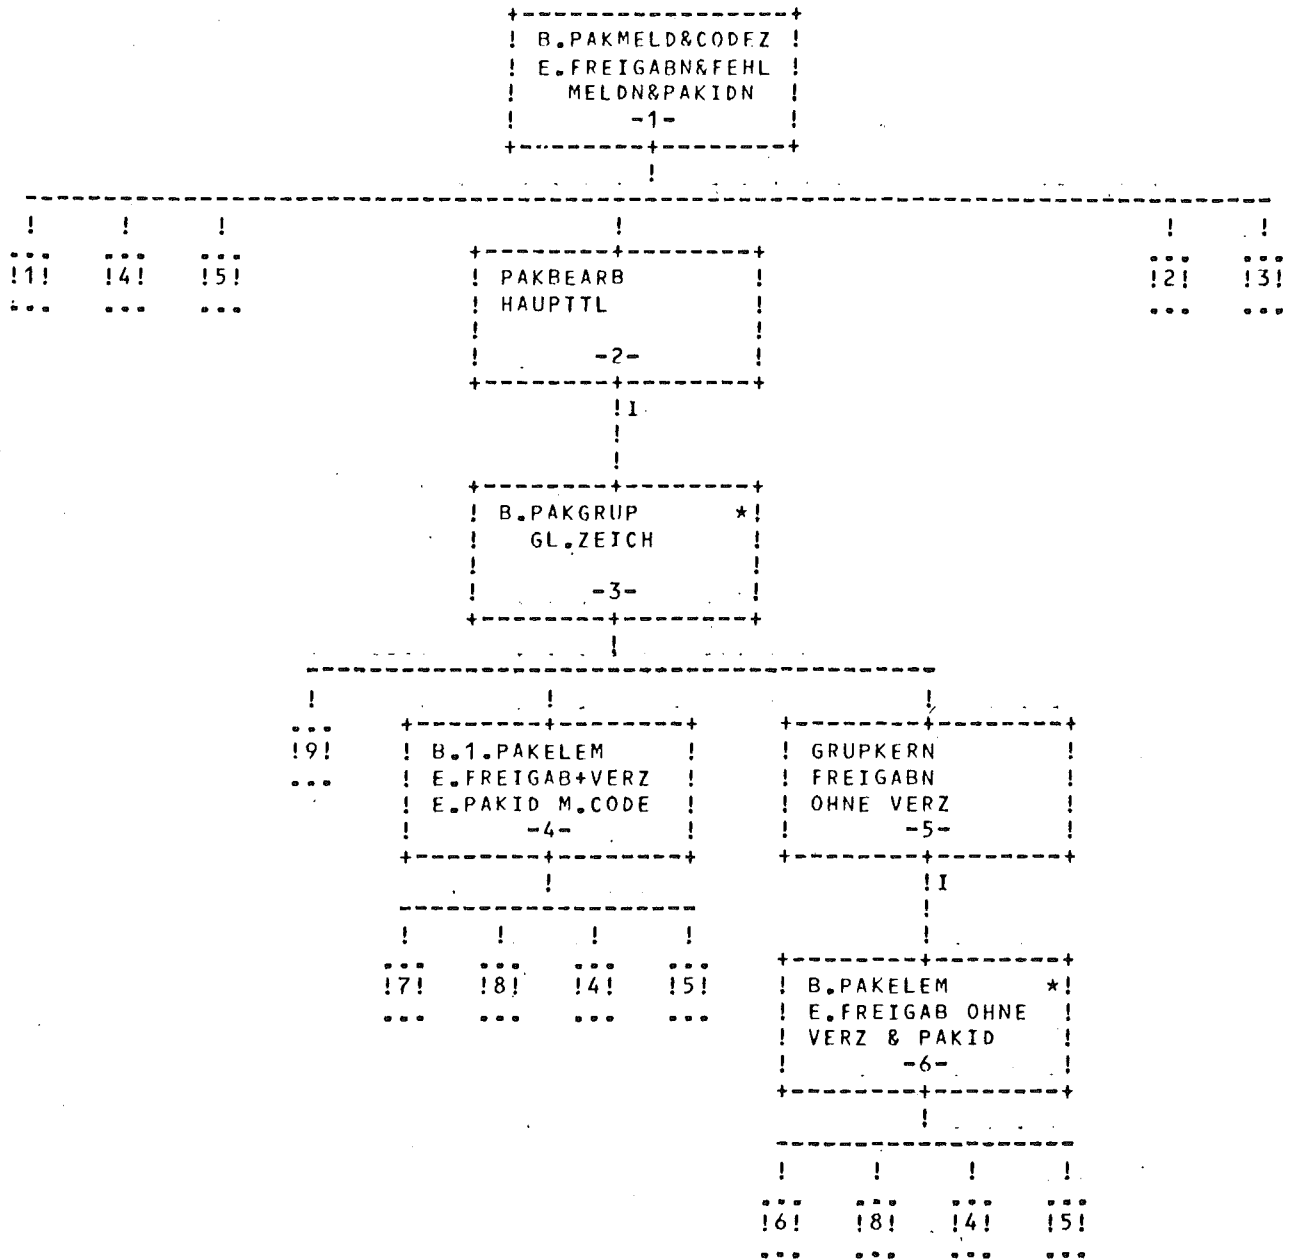 B.PAKMELD&CODEZ
E.FREIGABN&FEHL
MELDN&PAKIDN
-1-
!1! !4! !5! PAKBEARB !2! !3!
HAUPTTL
-2-
I
B.PAKGRUP *
GL.ZEICH
-3-
!9! B.1.PAKELEM GRUPKERN
E.FREIGAB+VERZ FREIGABN
E.PAKID M.CODE OHNE VERZ
-4- -5-
I
!7! !8! !4! !5! B.PAKELEM *
E.FREIGAB OHNE
VERZ & PAKID
-6-
!6! !8! !4! !5!